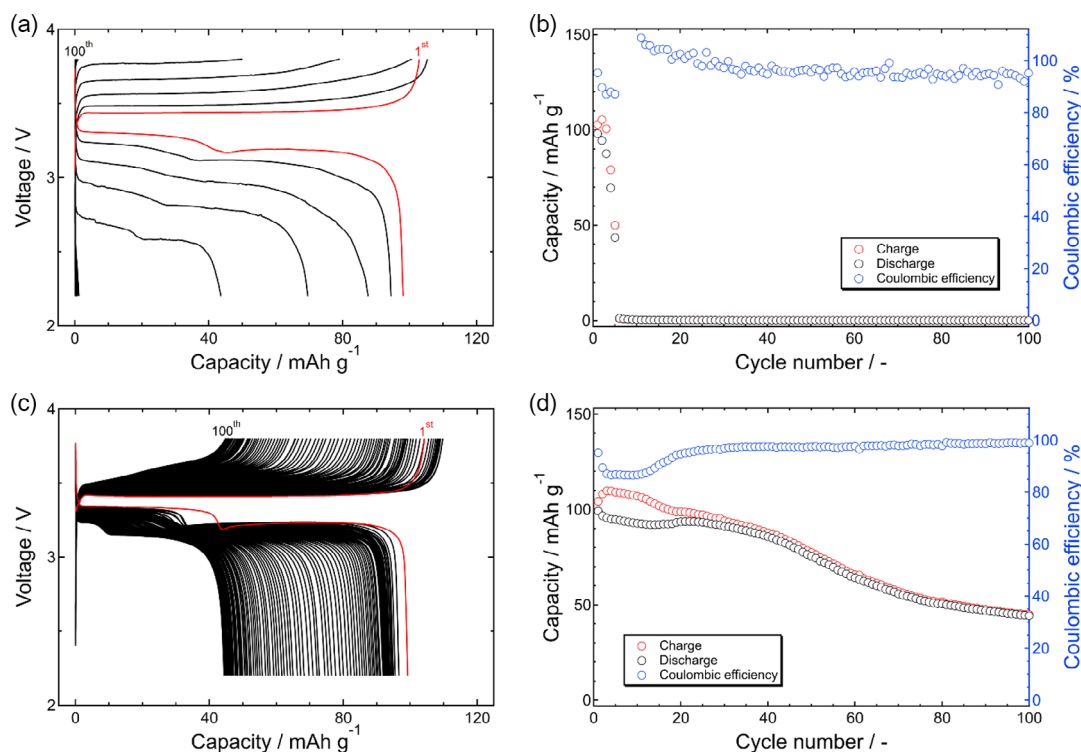 (a)
4
3
2
Voltage / V
100th
1st
0
40
80
120
Capacity / mAh g-1
(b)
150
100
50
0
Capacity / mAh g-1
100
80
60
40
20
0
Coulombic efficiency / %
Charge
Discharge
Coulombic efficiency
0
20
40
60
80
100
Cycle number / -
(c)
4
3
2
Voltage / V
100th
1st
0
40
80
120
Capacity / mAh g-1
(d)
150
100
50
0
Capacity / mAh g-1
100
80
60
40
20
0
Coulombic efficiency / %
Charge
Discharge
Coulombic efficiency
0
20
40
60
80
100
Cycle number / -